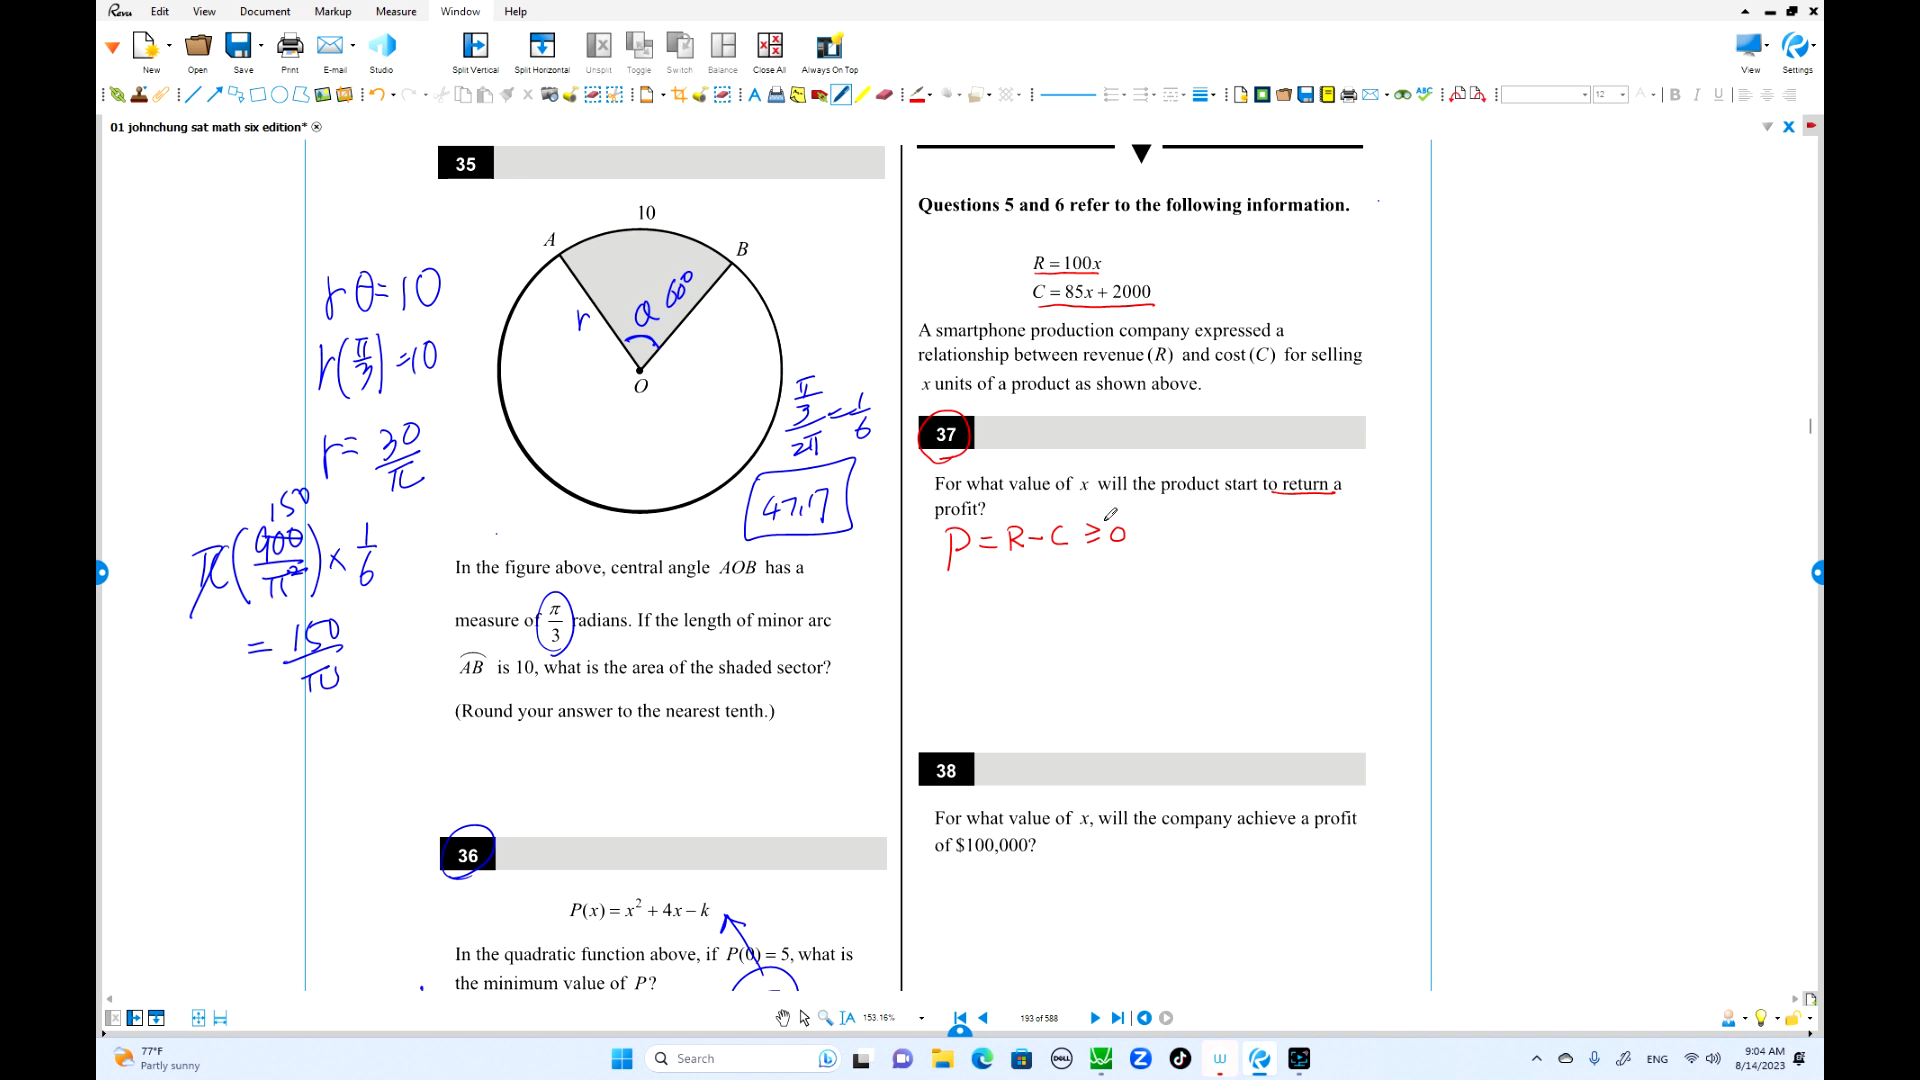 Revu Edit View Document Markup Measure Window Help
New Open Save Print E-mail Studio Split Vertical Split Horizontal Unsplit Toggle Switch Balance Close All Always On Top View Settings
12
01 johnchung sat math six edition*
35
10
A
B
O
r
θ 60°
rθ=10
r(π/3)=10
r=30/π
150
π(900/π²)×1/6
=150/π
π/3/2π=1/6
47.17
In the figure above, central angle AOB has a
measure of π/3 radians. If the length of minor arc
AB is 10, what is the area of the shaded sector?
(Round your answer to the nearest tenth.)
36
P(x) = x² + 4x − k
In the quadratic function above, if P(0) = 5, what is
the minimum value of P?
Questions 5 and 6 refer to the following information.
R = 100x
C = 85x + 2000
A smartphone production company expressed a
relationship between revenue (R) and cost (C) for selling
x units of a product as shown above.
37
For what value of x will the product start to return a
profit?
P=R-C ≥0
38
For what value of x, will the company achieve a profit
of $100,000?
153.16% 193 of 588
77°F
Partly sunny
Search
DELL
ENG
9:04 AM
8/14/2023